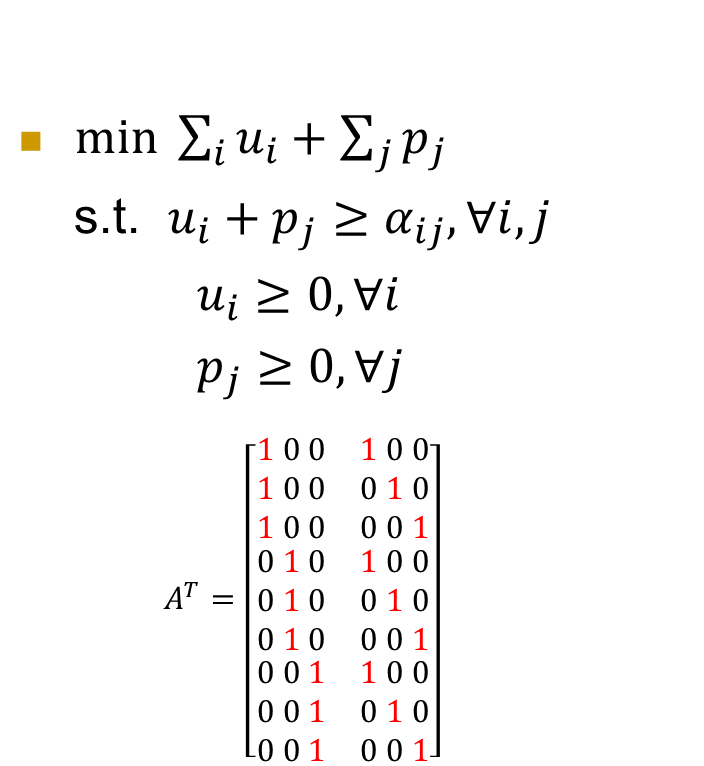 min ∑ᵢ uᵢ + ∑ⱼ pⱼ
s.t. uᵢ + pⱼ ≥ αᵢⱼ, ∀i, j
uᵢ ≥ 0, ∀i
pⱼ ≥ 0, ∀j
1 0 0 1 0 0
1 0 0 0 1 0
1 0 0 0 0 1
0 1 0 1 0 0
Aᵀ = 0 1 0 0 1 0
0 1 0 0 0 1
0 0 1 1 0 0
0 0 1 0 1 0
0 0 1 0 0 1